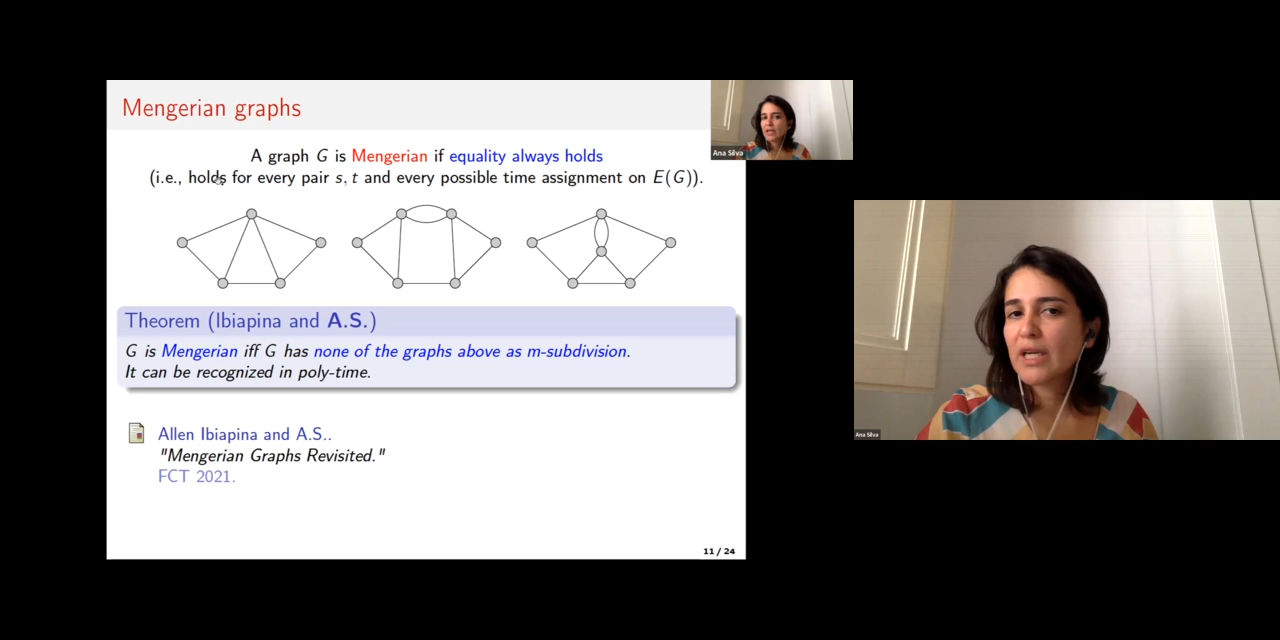 Mengerian graphs
A graph G is Mengerian if equality always holds
(i.e., holds for every pair s, t and every possible time assignment on E(G)).
Theorem (Ibiapina and A.S.)
G is Mengerian iff G has none of the graphs above as m-subdivision.
It can be recognized in poly-time.
Allen Ibiapina and A.S..
"Mengerian Graphs Revisited."
FCT 2021.
11 / 24
Ana Silva
Ana Silva